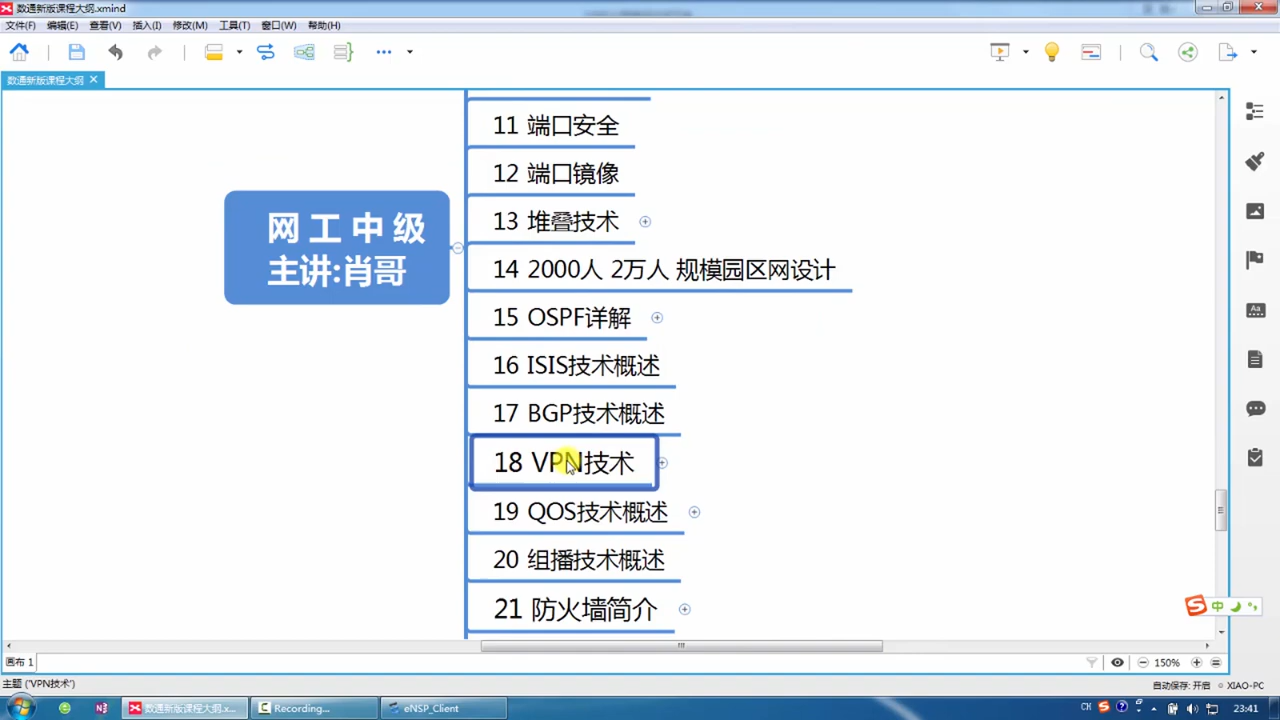 数通新版课程大纲.xmind
文件(F) 编辑(E) 查看(V) 插入(I) 修改(M) 工具(T) 窗口(W) 帮助(H)
数通新版课程大纲
11 端口安全
12 端口镜像
13 堆叠技术
网 工 中 级
主讲:肖哥
14 2000人 2万人 规模园区网设计
15 OSPF详解
16 ISIS技术概述
17 BGP技术概述
18 VPN技术
19 QOS技术概述
20 组播技术概述
21 防火墙简介
中
画布 1
150%
主题 ('VPN技术')
自动保存: 开启
XIAO-PC
数通新版课程大纲.x...
Recording...
eNSP_Client
CH
23:41